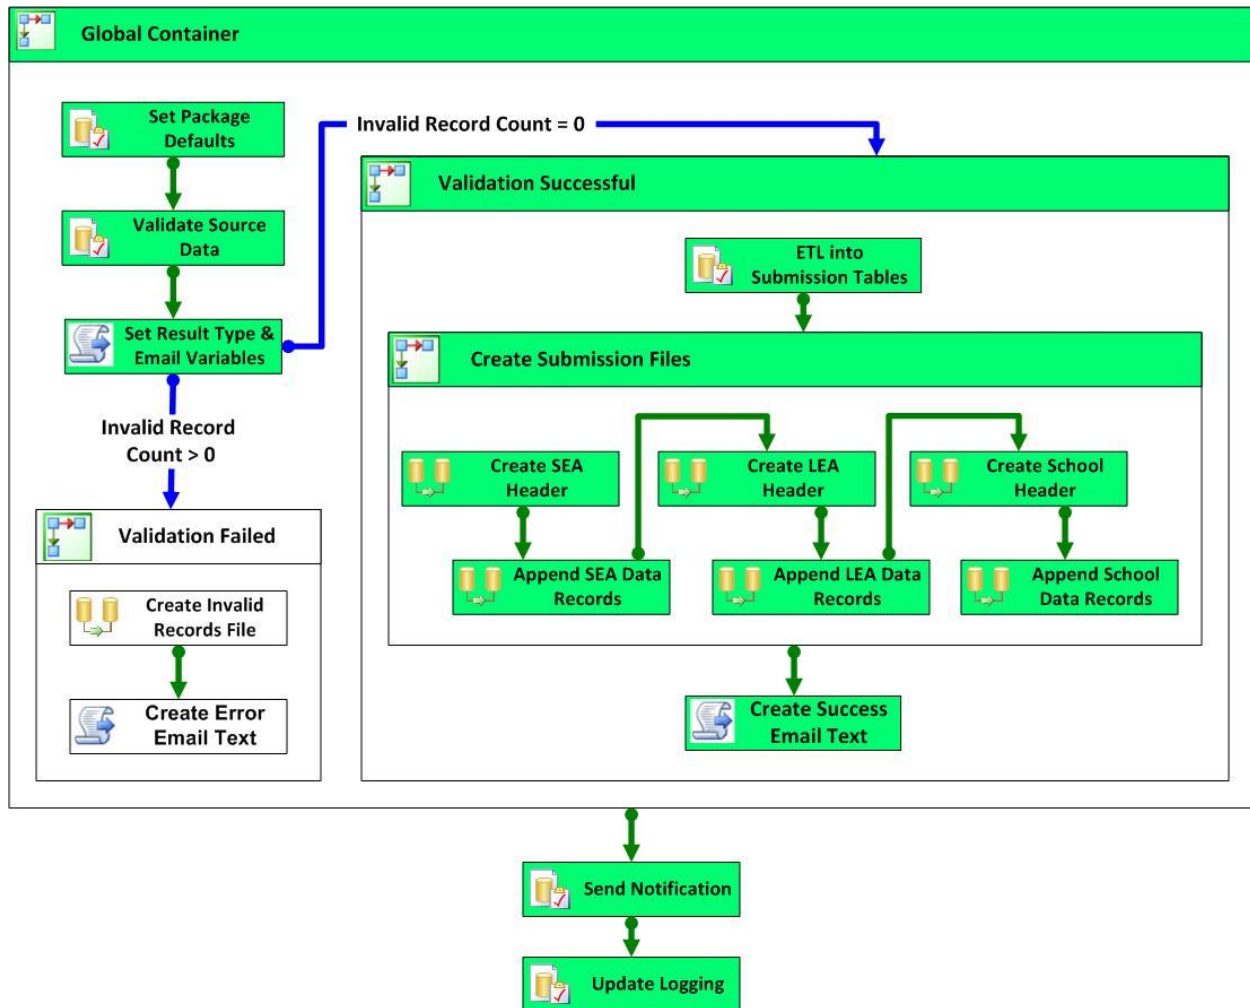 Global Container
Set Package
Defaults
Validate Source
Data
Set Result Type &
Email Variables
Invalid Record
Count > 0
Validation Failed
Create Invalid
Records File
Create Error
Email Text
Invalid Record Count = 0
Validation Successful
ETL into
Submission Tables
Create Submission Files
Create SEA
Header
Append SEA Data
Records
Create LEA
Header
Append LEA Data
Records
Create School
Header
Append School
Data Records
Create Success
Email Text
Send Notification
Update Logging